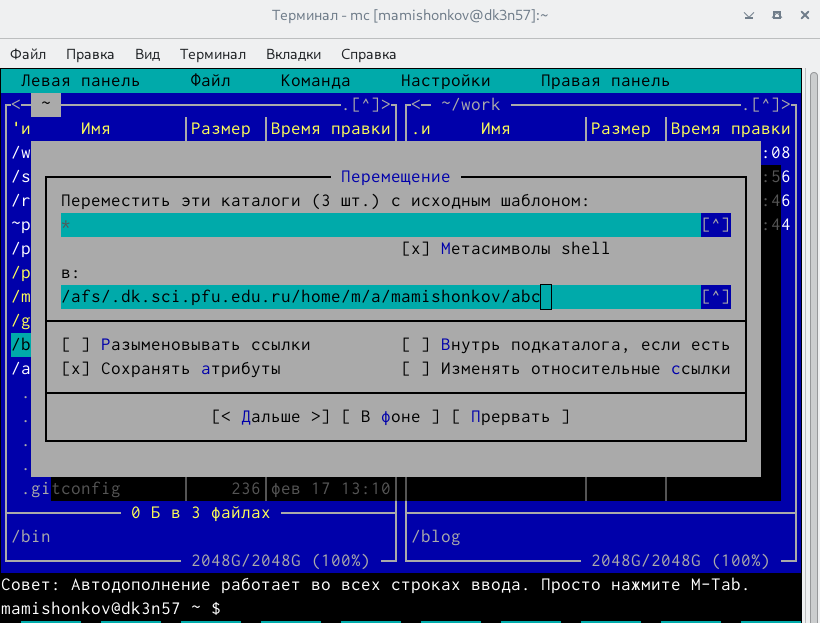 Терминал - mc [mamishonkov@dk3n57]:~
Файл Правка Вид Терминал Вкладки Справка
Левая панель Файл Команда Настройки Правая панель
<─ ~ .[^]> <─ ~/work .[^]>
'и Имя Размер Время правки .и Имя Размер Время правки
/w :08
/s :56
/r :46
~p :44
/p
/p
/m
/g
/b
/a
Перемещение
Переместить эти каталоги (3 шт.) с исходным шаблоном:
* [^]
[x] Метасимволы shell
в:
/afs/.dk.sci.pfu.edu.ru/home/m/a/mamishonkov/abc [^]
[ ] Разыменовывать ссылки [ ] Внутрь подкаталога, если есть
[x] Сохранять атрибуты [ ] Изменять относительные ссылки
[< Дальше >] [ В фоне ] [ Прервать ]
.gitconfig 236 фев 17 13:10
0 Б в 3 файлах
/bin /blog
2048G/2048G (100%) 2048G/2048G (100%)
Совет: Автодополнение работает во всех строках ввода. Просто нажмите M-Tab.
mamishonkov@dk3n57 ~ $